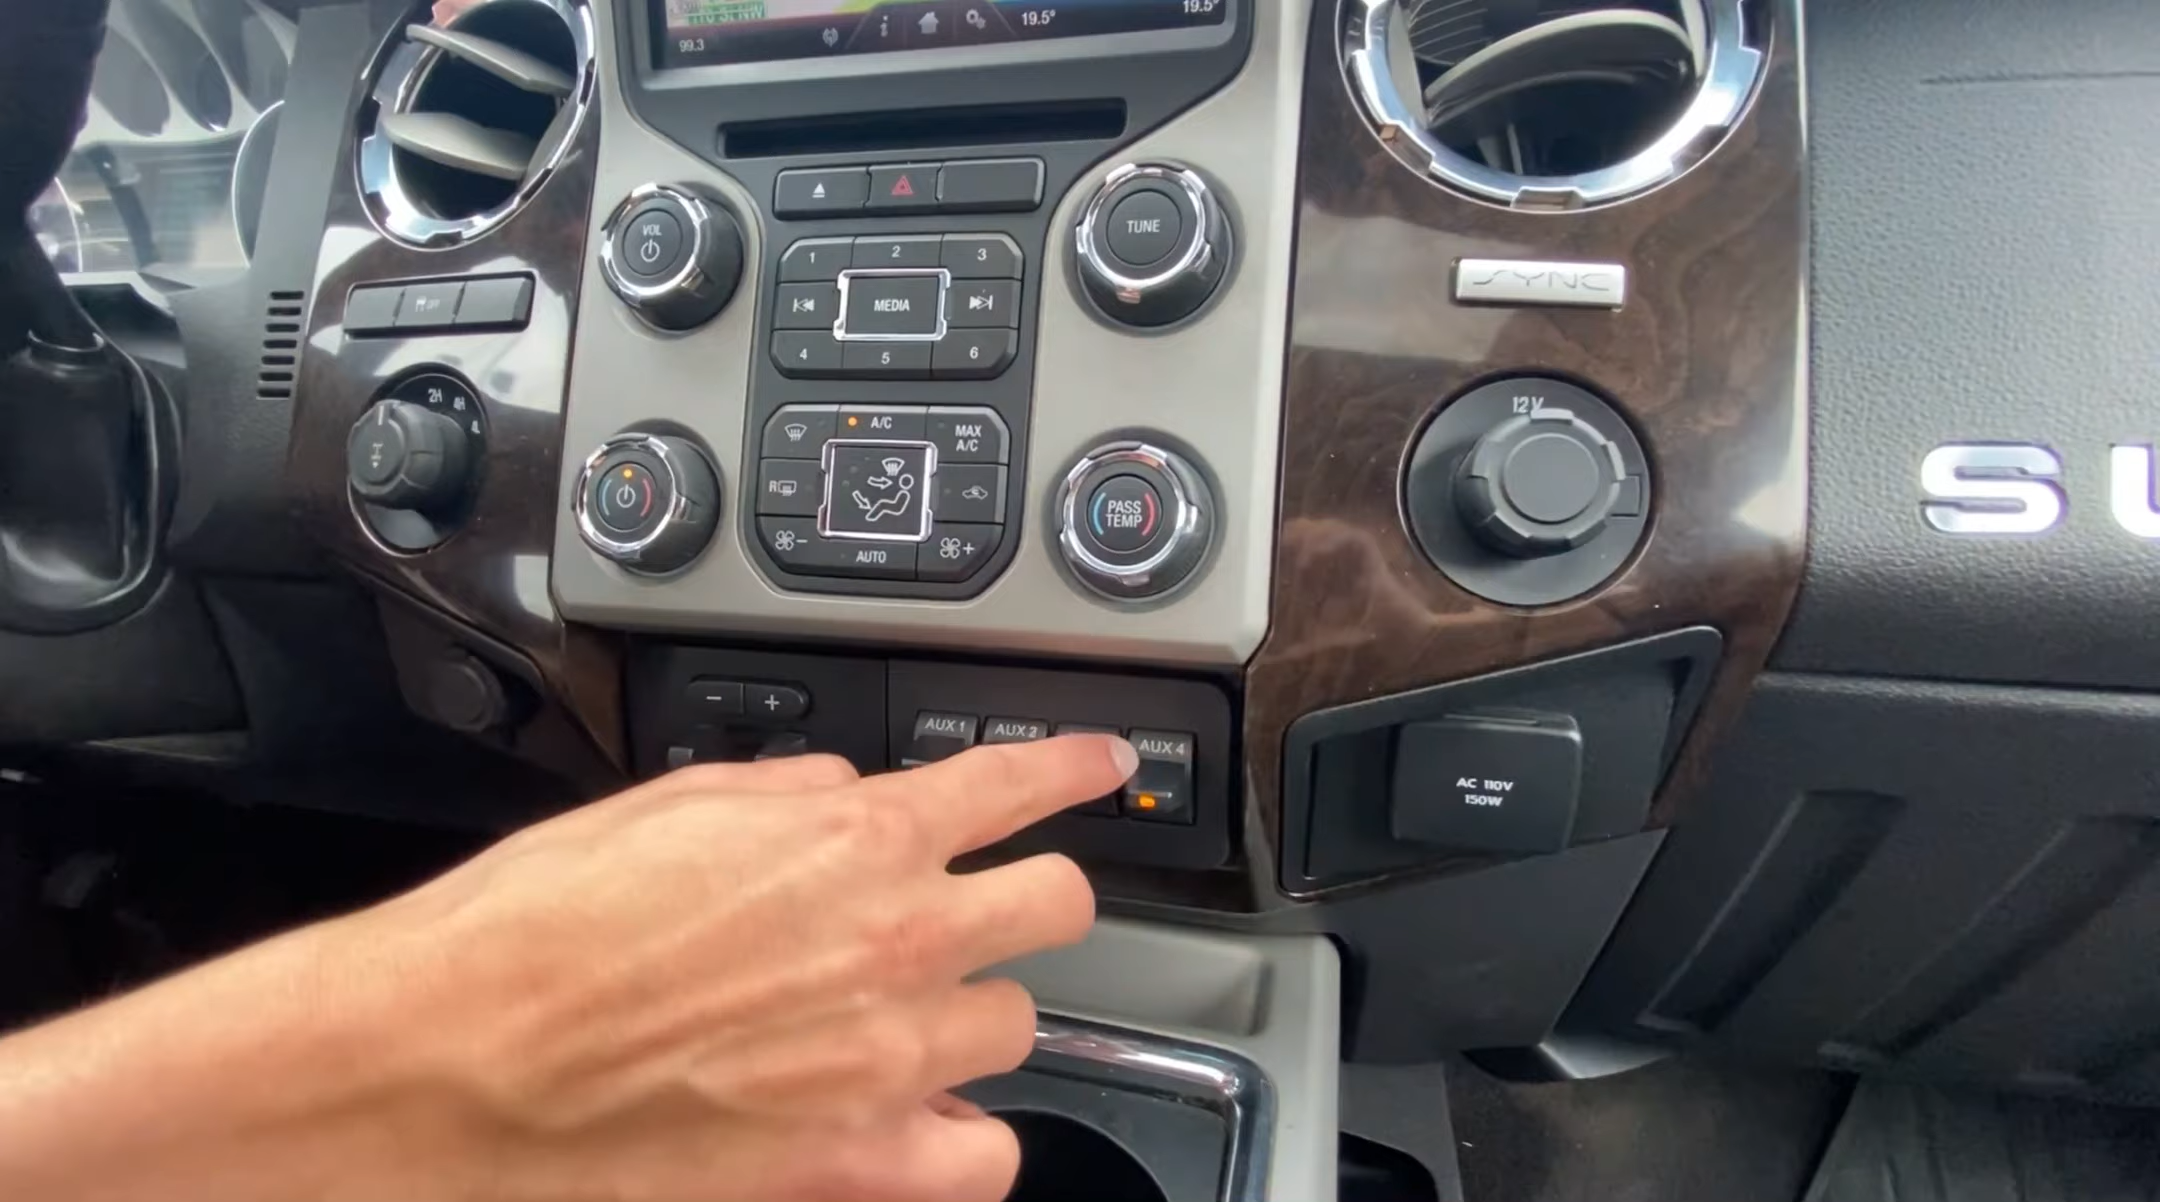 99.3
19.5°
19.5°
VOL
TUNE
1
2
3
MEDIA
4
5
6
SYNC
OFF
2H
4H
4L
12V
A/C
MAX
A/C
R
PASS
TEMP
AUTO
SU
- +
AUX 1
AUX 2
AUX 4
AC 110V
150W